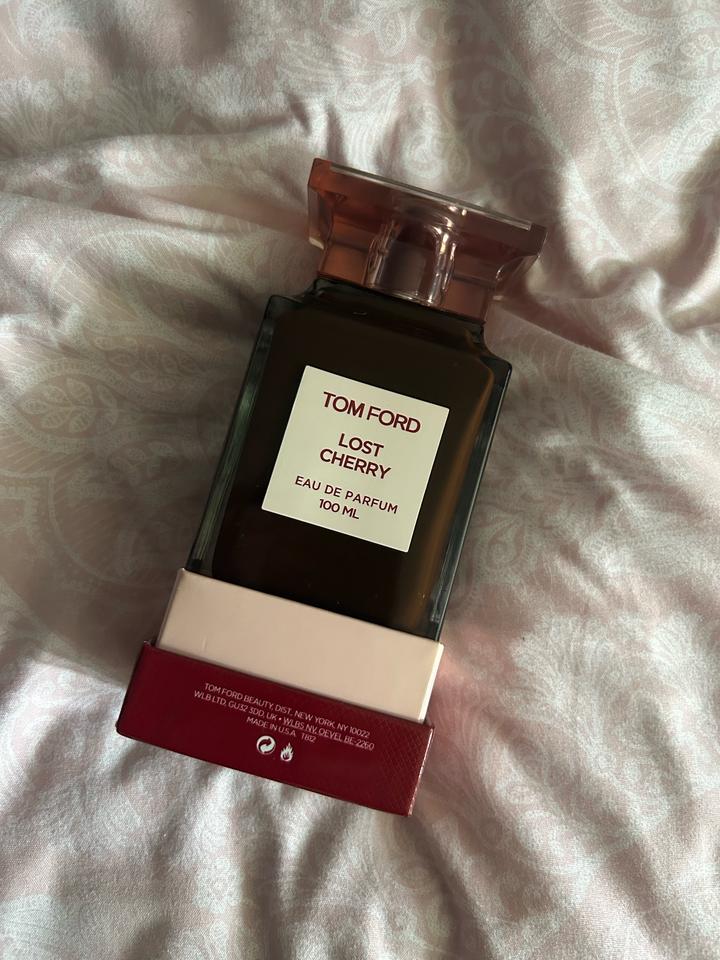 TOM FORD
LOST
CHERRY
EAU DE PARFUM
100 ML
TOM FORD BEAUTY, DIST. NEW YORK, NY 10022
WLB LTD, GU32 3DD, UK • WLBS NV, OEVEL BE-2260
MADE IN U.S.A. T812